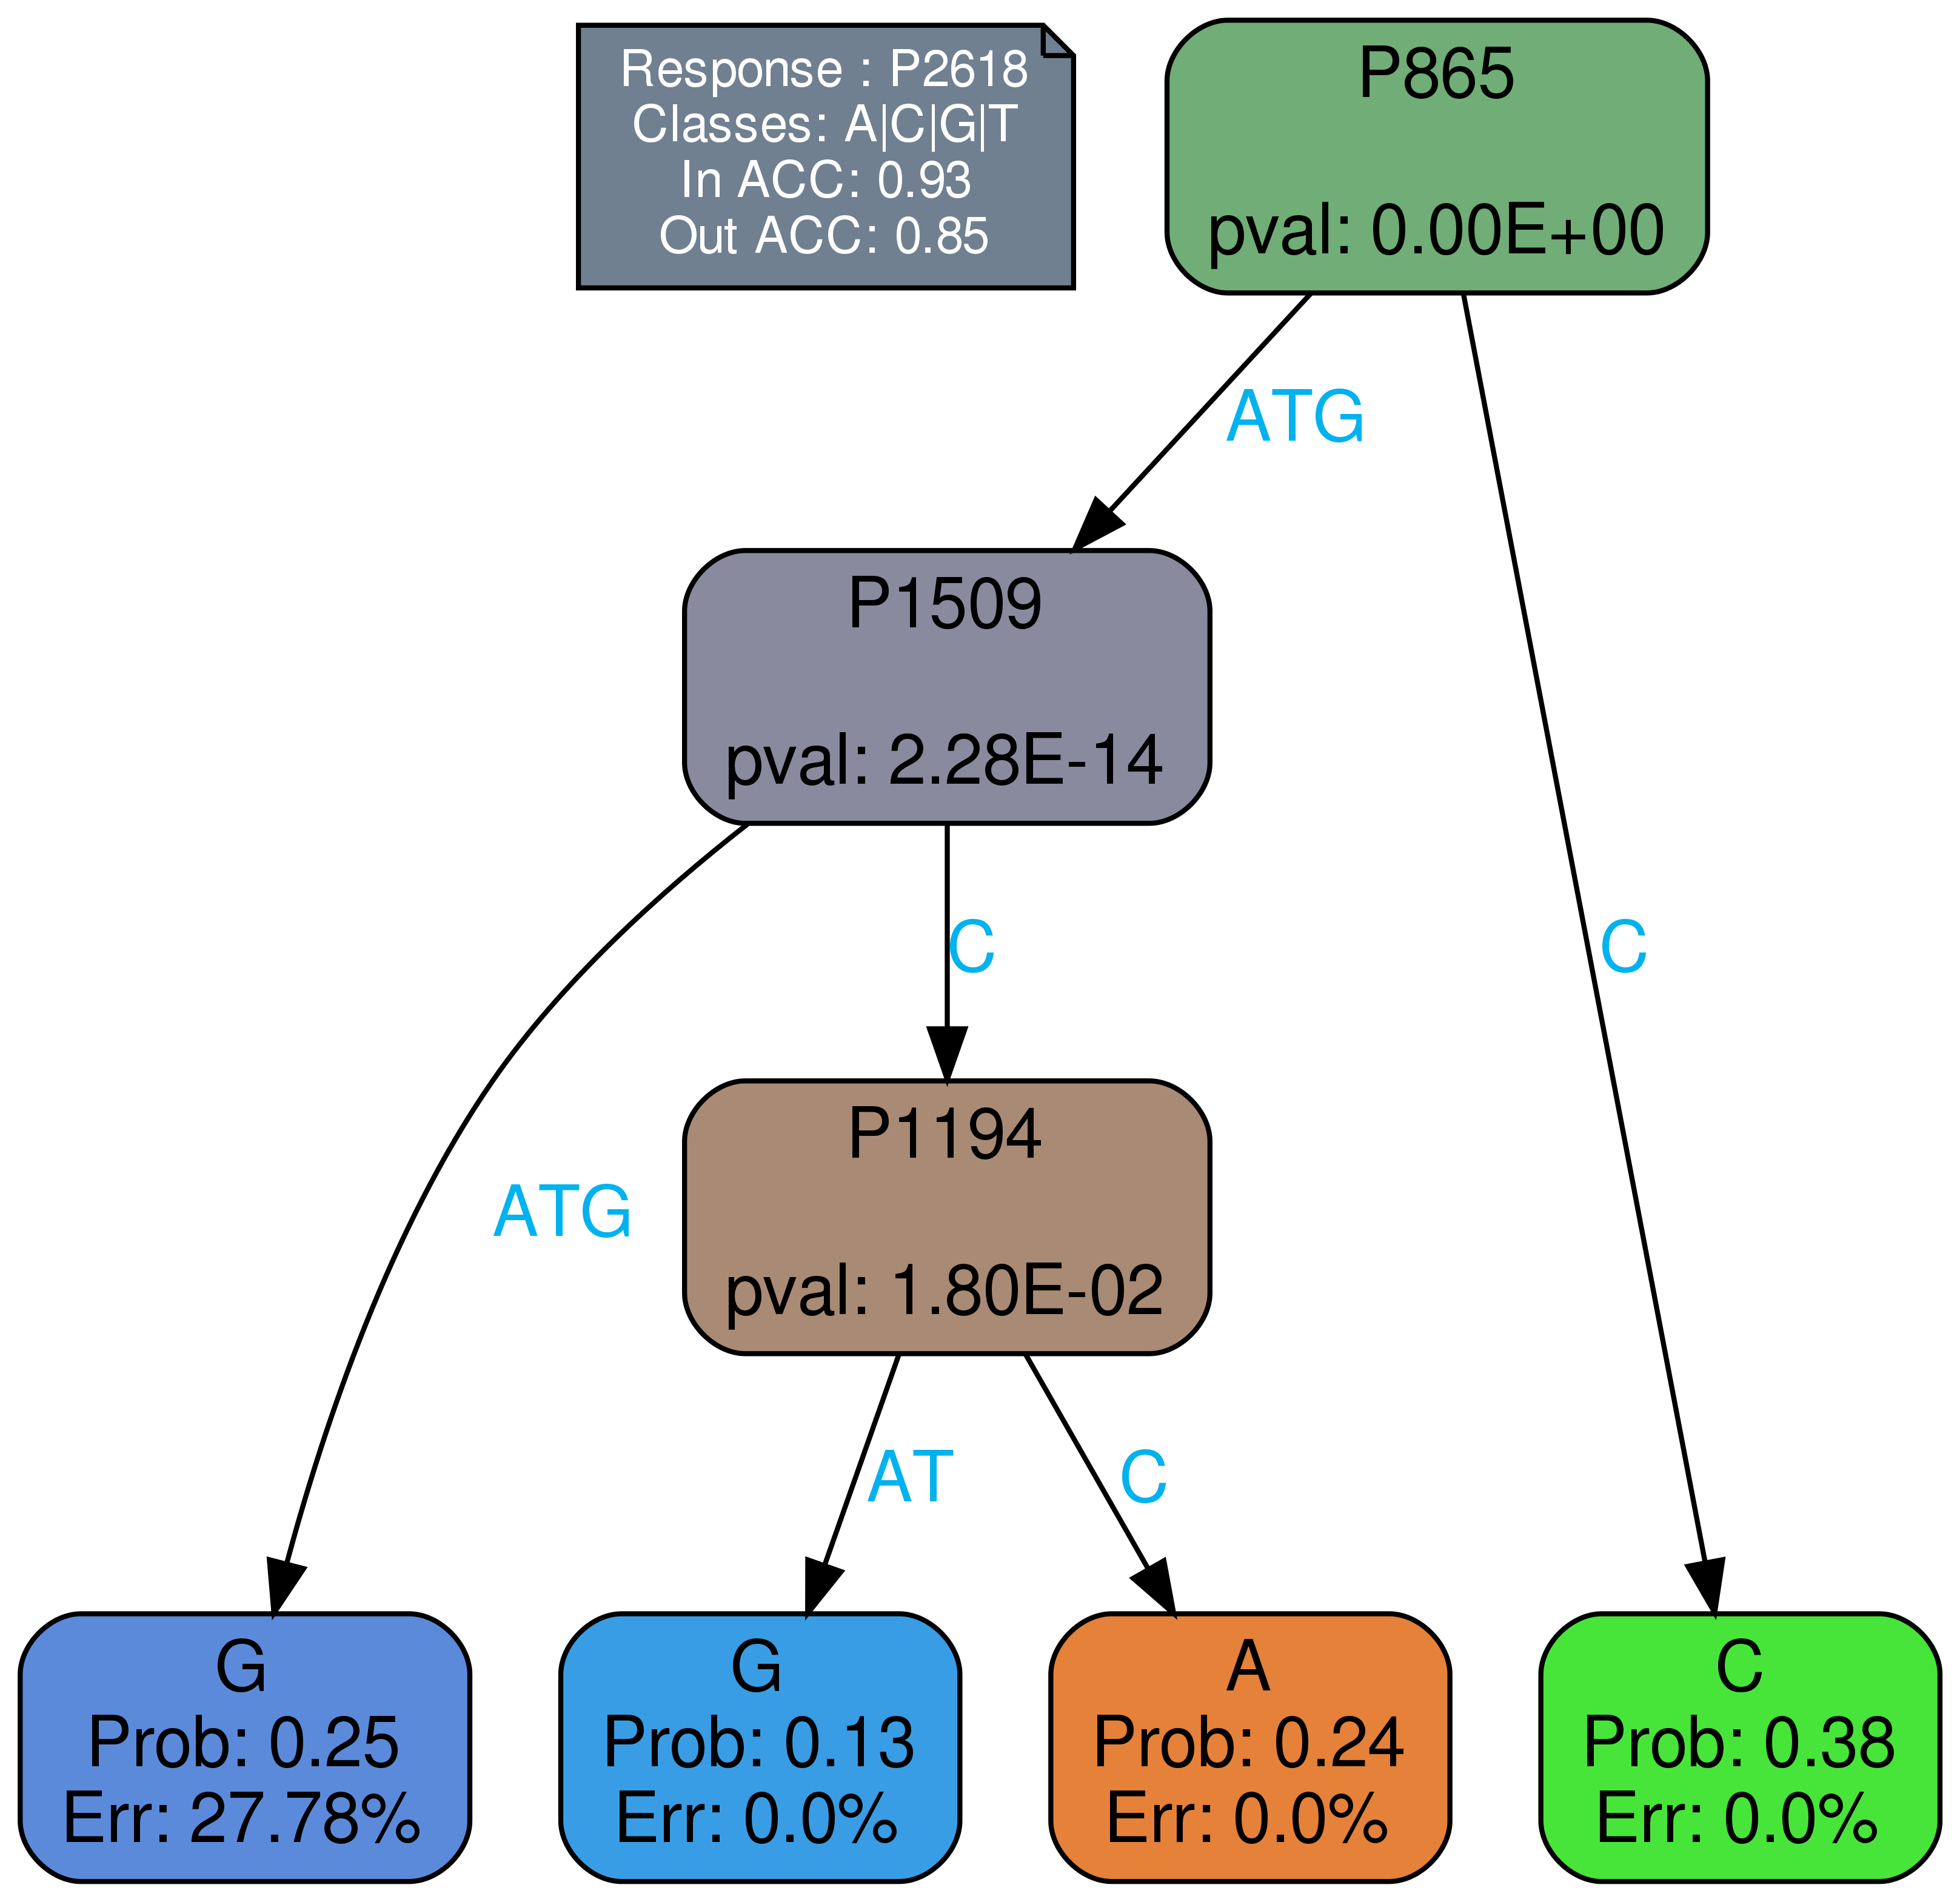 Response : P2618
Classes: A|C|G|T
In ACC: 0.93
Out ACC: 0.85
P865
pval: 0.00E+00
ATG
P1509
pval: 2.28E-14
C
C
P1194
pval: 1.80E-02
ATG
AT
C
G
Prob: 0.25
Err: 27.78%
G
Prob: 0.13
Err: 0.0%
A
Prob: 0.24
Err: 0.0%
C
Prob: 0.38
Err: 0.0%